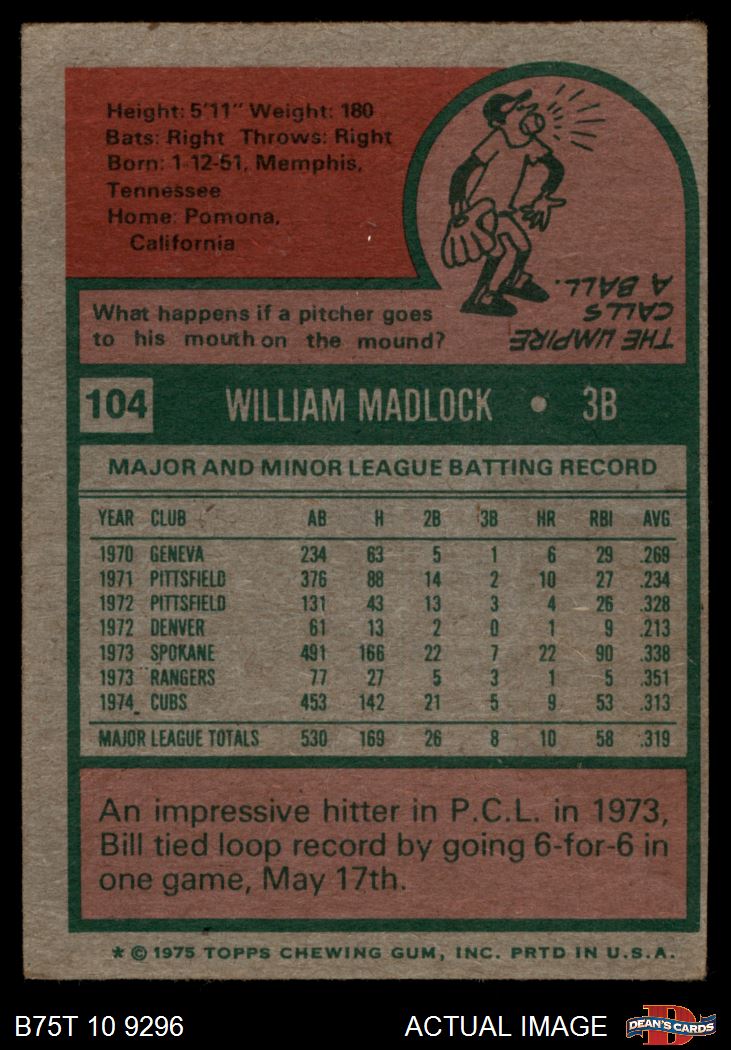 Height: 5'11" Weight: 180
Bats: Right Throws: Right
Born: 1-12-51, Memphis,
Tennessee
Home: Pomona,
California
What happens if a pitcher goes
to his mouth on the mound?
THE UMPIRE
CALLS
A BALL.
104 WILLIAM MADLOCK • 3B
MAJOR AND MINOR LEAGUE BATTING RECORD
YEAR CLUB AB H 2B 3B HR RBI AVG.
1970 GENEVA 234 63 5 1 6 29 .269
1971 PITTSFIELD 376 88 14 2 10 27 .234
1972 PITTSFIELD 131 43 13 3 4 26 .328
1972 DENVER 61 13 2 0 1 9 .213
1973 SPOKANE 491 166 22 7 22 90 .338
1973 RANGERS 77 27 5 3 1 5 .351
1974 CUBS 453 142 21 5 9 53 .313
MAJOR LEAGUE TOTALS 530 169 26 8 10 58 .319
An impressive hitter in P.C.L. in 1973,
Bill tied loop record by going 6-for-6 in
one game, May 17th.
* © 1975 TOPPS CHEWING GUM, INC. PRTD IN U.S.A.
B75T 10 9296 ACTUAL IMAGE
D
DEAN'S CARDS